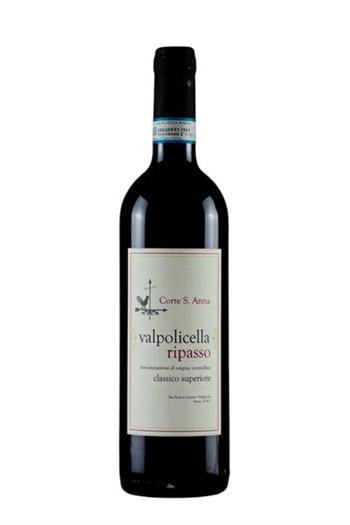 Corte S. Anna
valpolicella
ripasso
Denominazione di origine controllata
classico superiore